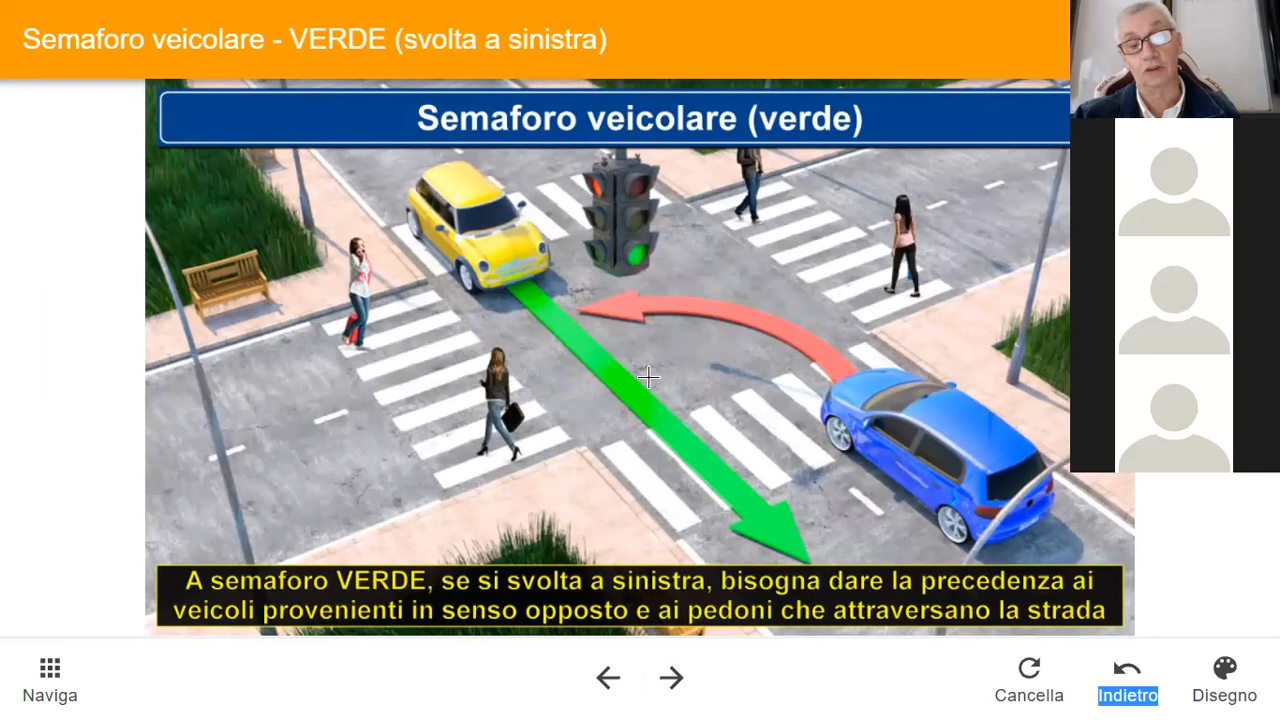 Semaforo veicolare - VERDE (svolta a sinistra)
Semaforo veicolare (verde)
A semaforo VERDE, se si svolta a sinistra, bisogna dare la precedenza ai
veicoli provenienti in senso opposto e ai pedoni che attraversano la strada
Naviga
Cancella
Indietro
Disegno